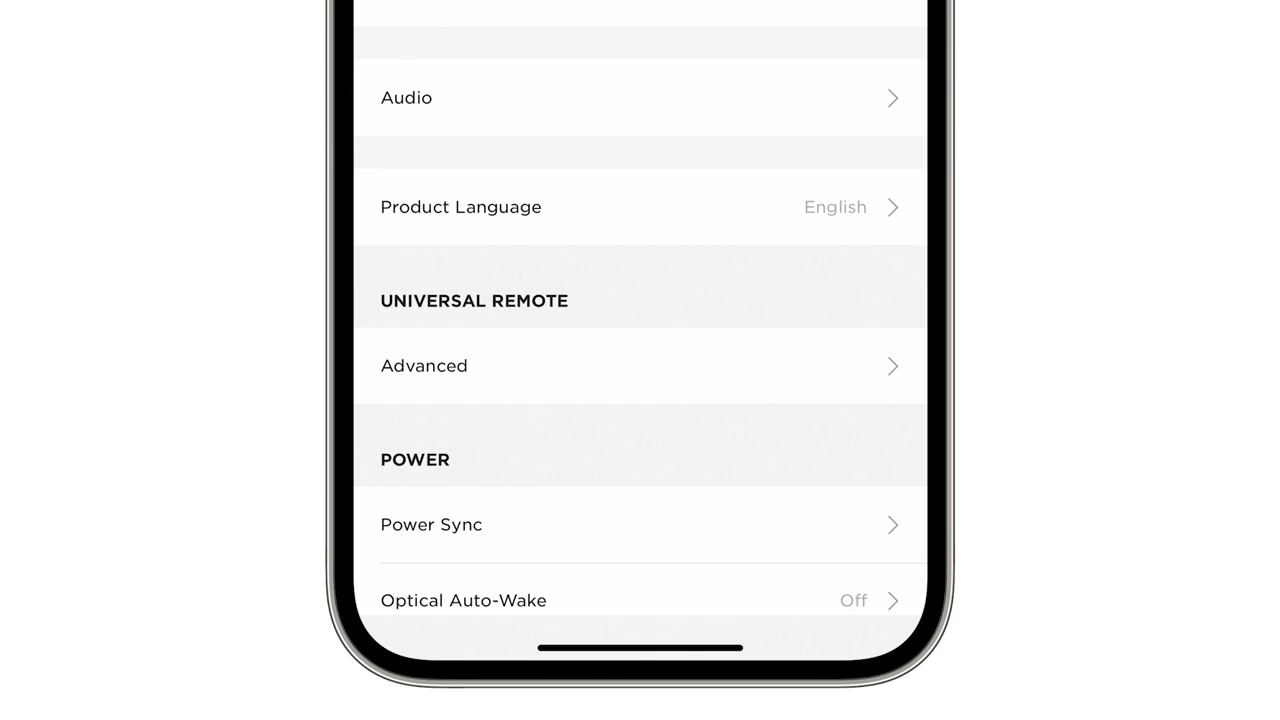 Audio
Product Language English
UNIVERSAL REMOTE
Advanced
POWER
Power Sync
Optical Auto-Wake Off